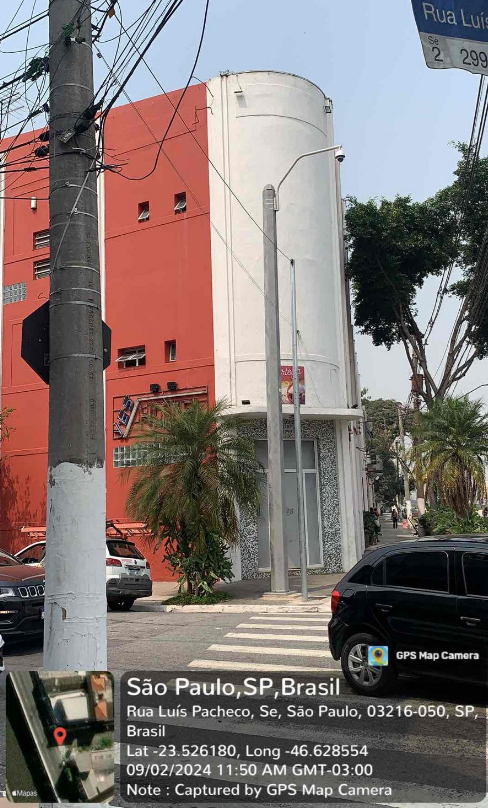 Rua Luís
Se
2 299
GPS Map Camera
São Paulo,SP,Brasil
Rua Luís Pacheco, Se, São Paulo, 03216-050, SP,
Brasil
Lat -23.526180, Long -46.628554
09/02/2024 11:50 AM GMT-03:00
Note : Captured by GPS Map Camera
Mapas